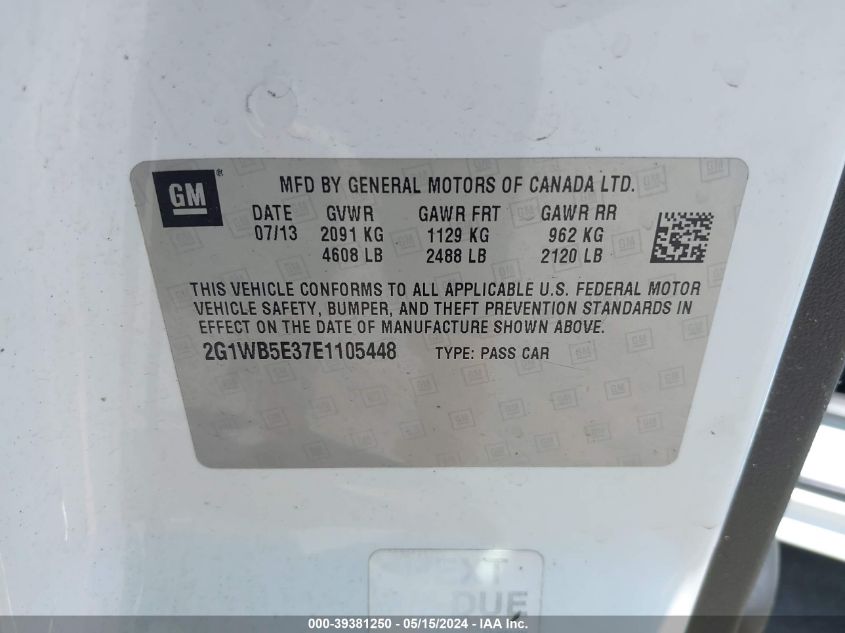 GM ®
MFD BY GENERAL MOTORS OF CANADA LTD.
DATE GVWR GAWR FRT GAWR RR
07/13 2091 KG 1129 KG 962 KG
4608 LB 2488 LB 2120 LB
THIS VEHICLE CONFORMS TO ALL APPLICABLE U.S. FEDERAL MOTOR
VEHICLE SAFETY, BUMPER, AND THEFT PREVENTION STANDARDS IN
EFFECT ON THE DATE OF MANUFACTURE SHOWN ABOVE.
2G1WB5E37E1105448 TYPE: PASS CAR
DUE
000-39381250 - 05/15/2024 - IAA Inc.